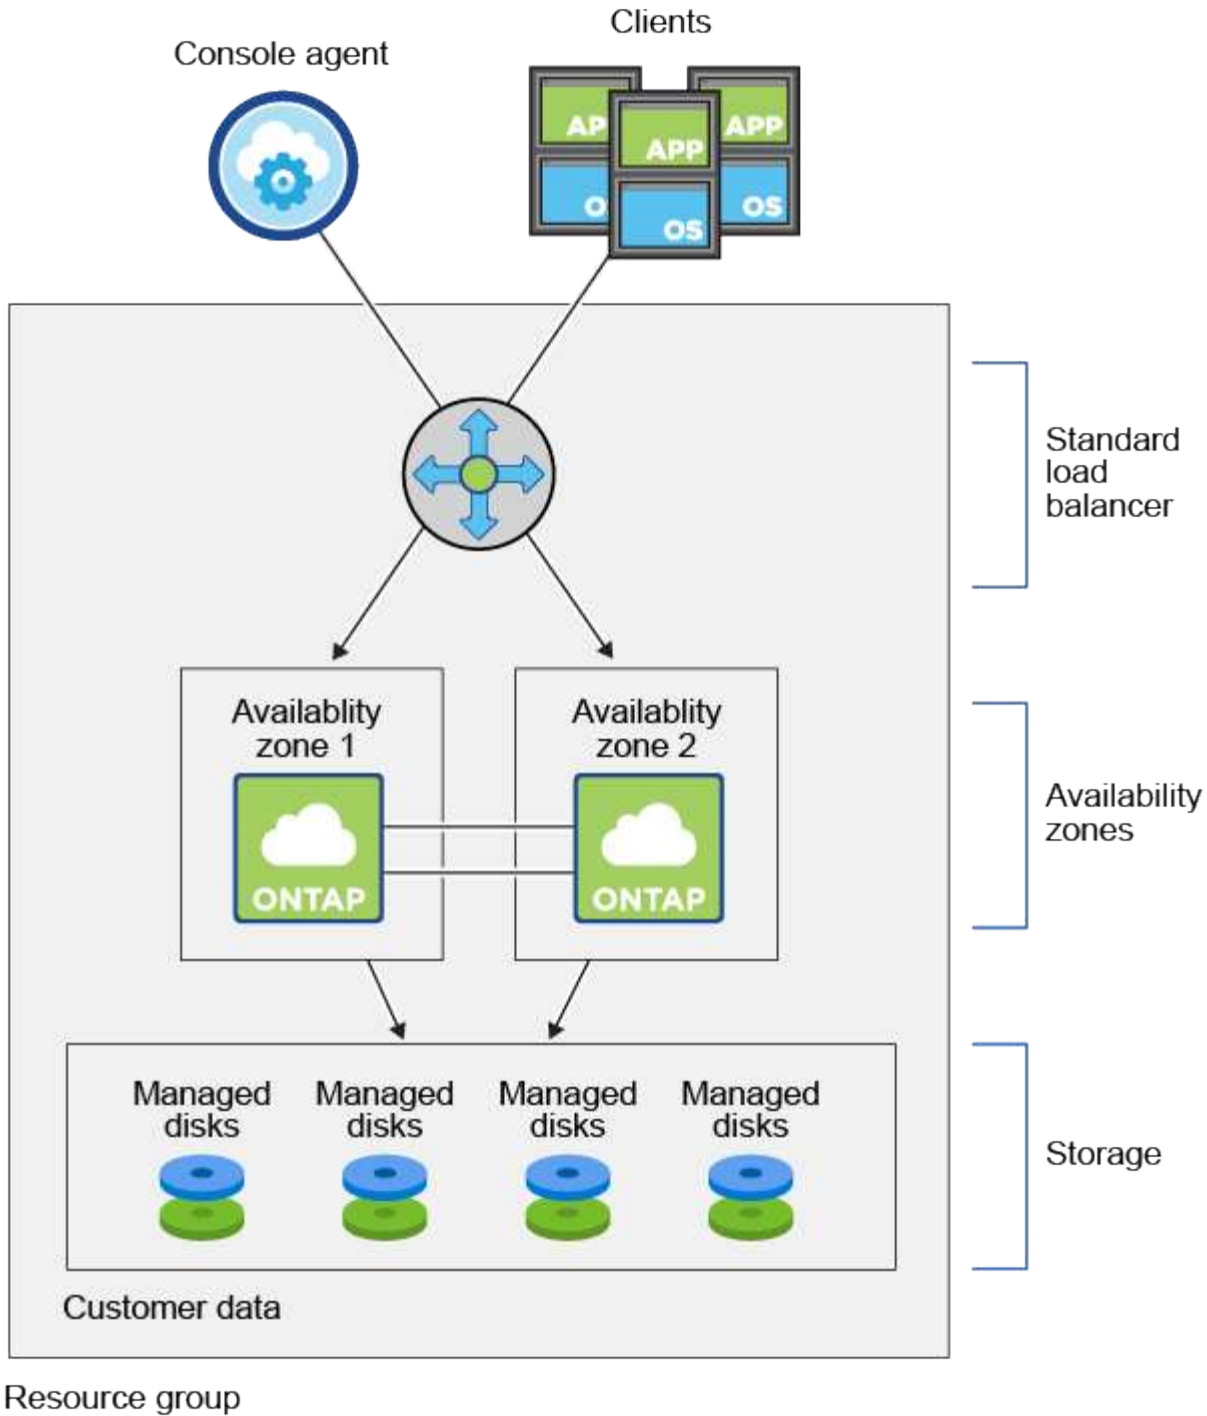 Clients
Console agent
AP
APP
APP
O
OS
OS
Standard
load
balancer
Availablity
zone 1
Availablity
zone 2
ONTAP
ONTAP
Availability
zones
Managed
disks
Managed
disks
Managed
disks
Managed
disks
Storage
Customer data
Resource group